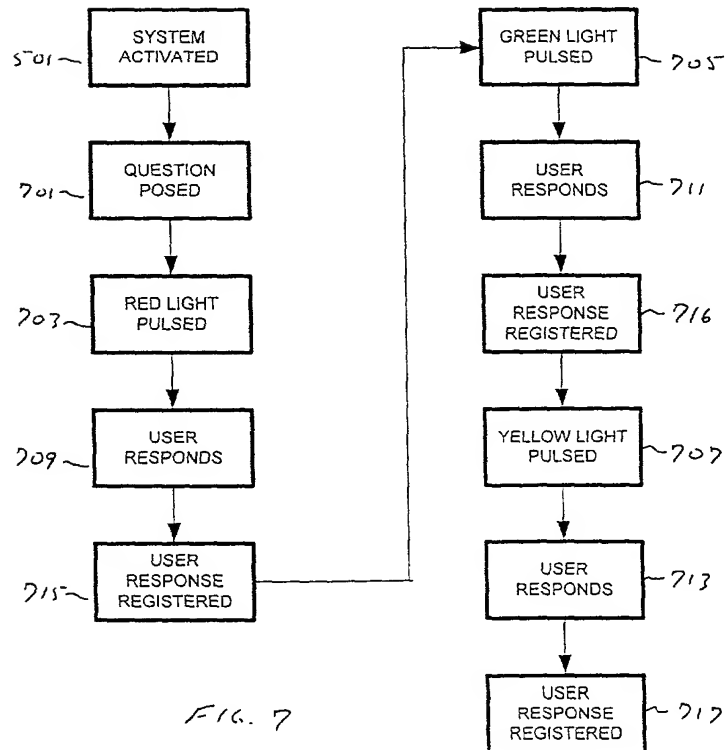 SYSTEM
ACTIVATED
501
QUESTION
POSED
701
RED LIGHT
PULSED
703
USER
RESPONDS
709
USER
RESPONSE
REGISTERED
715
GREEN LIGHT
PULSED
705
USER
RESPONDS
711
USER
RESPONSE
REGISTERED
716
YELLOW LIGHT
PULSED
707
USER
RESPONDS
713
USER
RESPONSE
REGISTERED
717
FIG. 7